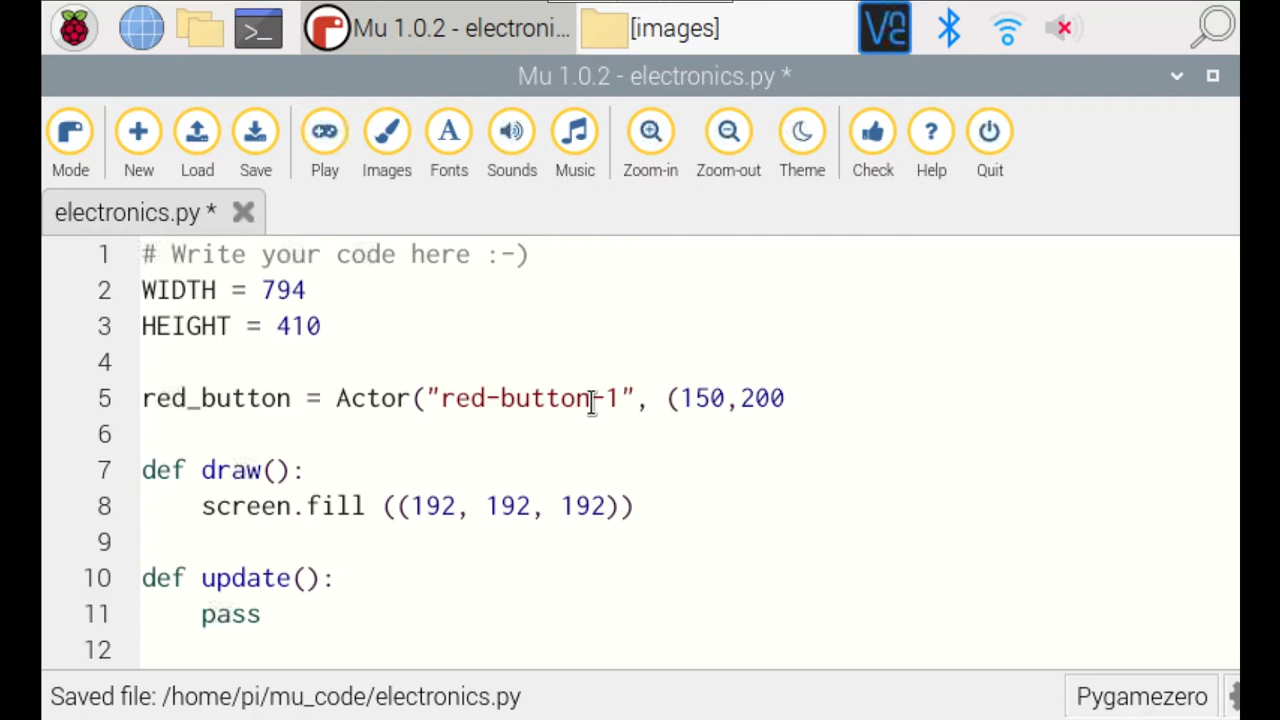 Mu 1.0.2 - electroni...
[images]
Mu 1.0.2 - electronics.py *
Mode New Load Save Play Images Fonts Sounds Music Zoom-in Zoom-out Theme Check Help Quit
electronics.py *
1 # Write your code here :-)
2 WIDTH = 794
3 HEIGHT = 410
4
5 red_button = Actor("red-button-1", (150,200
6
7 def draw():
8 screen.fill ((192, 192, 192))
9
10 def update():
11 pass
12
Saved file: /home/pi/mu_code/electronics.py
Pygamezero